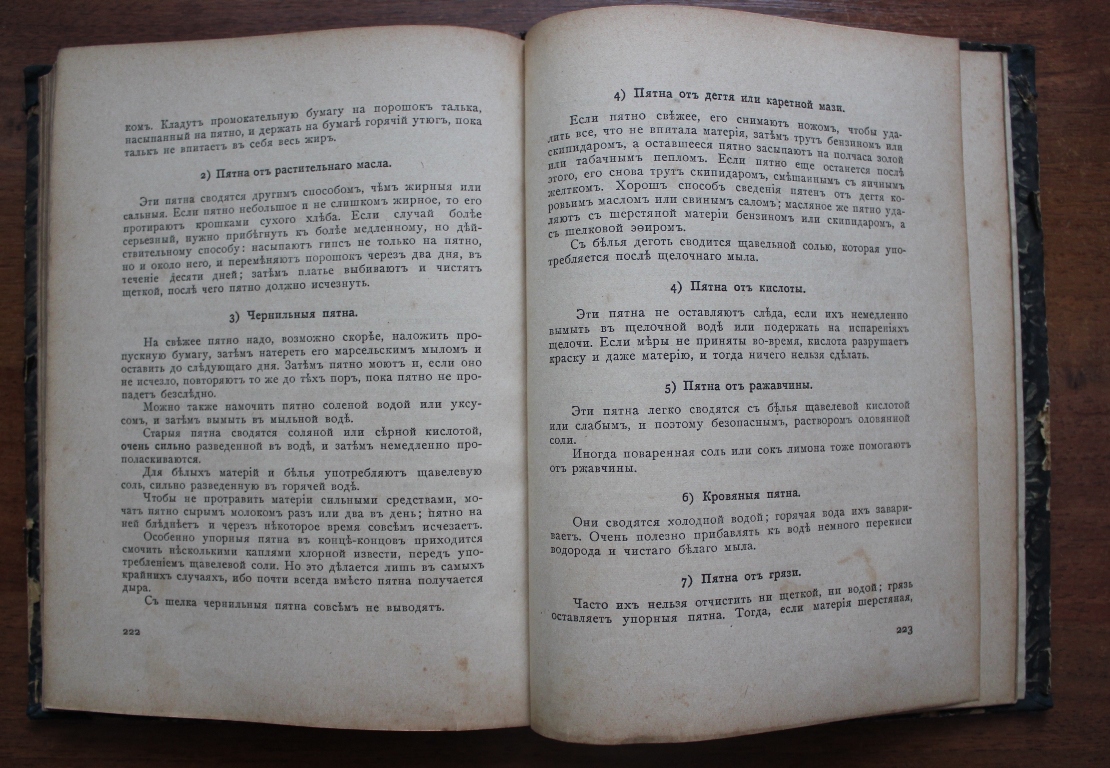 комъ. Кладутъ промокательную бумагу на порошокъ талька,
насыпанный на пятно, и держать на бумагѣ горячій утюгъ, пока
талькъ не впитаетъ въ себя весь жиръ.
2) Пятна отъ растительнаго масла.
Эти пятна сводятся другимъ способомъ, чѣмъ жирныя или
сальныя. Если пятно небольшое и не слишкомъ жирное, то его
протираютъ крошками сухого хлѣба. Если случай болѣе
серьезный, нужно прибѣгнуть къ болѣе медленному, но дѣй-
ствительному способу: насыпаютъ гипсъ не только на пятно,
но и около него, и перемѣняютъ порошокъ черезъ два дня, въ
теченіе десяти дней; затѣмъ платье выбиваютъ и чистятъ
щеткой, послѣ чего пятно должно исчезнуть.
3) Чернильныя пятна.
На свѣжее пятно надо, возможно скорѣе, наложить про-
пускную бумагу, затѣмъ натереть его марсельскимъ мыломъ и
оставить до слѣдующаго дня. Затѣмъ пятно моютъ и, если оно
не исчезло, повторяютъ то же до тѣхъ поръ, пока пятно не про-
падетъ безслѣдно.
Можно также намочить пятно соленой водой или уксу-
сомъ, и затѣмъ вымыть въ мыльной водѣ.
Старыя пятна сводятся соляной или сѣрной кислотой,
очень сильно разведенной въ водѣ, и затѣмъ немедленно про-
поласкиваются.
Для бѣлыхъ матерій и бѣлья употребляютъ щавелевую
соль, сильно разведенную въ горячей водѣ.
Чтобы не протравить матеріи сильными средствами, мо-
чатъ пятно сырымъ молокомъ разъ или два въ день; пятно на
ней блѣднѣетъ и черезъ нѣкоторое время совсѣмъ исчезаетъ.
Особенно упорныя пятна въ концѣ-концовъ приходится
смочить нѣсколькими каплями хлорной извести, передъ упо-
требленіемъ щавелевой соли. Но это дѣлается лишь въ самыхъ
крайнихъ случаяхъ, ибо почти всегда вмѣсто пятна получается
дыра.
Съ шелка чернильныя пятна совсѣмъ не выводятъ.
222
4) Пятна отъ дегтя или каретной мази.
Если пятно свѣжее, его снимаютъ ножомъ, чтобы уда-
лить все, что не впитала матерія, затѣмъ трутъ бензиномъ или
скипидаромъ, а оставшееся пятно засыпаютъ на полчаса золой
или табачнымъ пепломъ. Если пятно еще останется послѣ
этого, его снова трутъ скипидаромъ, смѣшаннымъ съ яичнымъ
желткомъ. Хорошъ способъ сведенія пятенъ отъ дегтя ко-
ровьимъ масломъ или свинымъ саломъ; масляное же пятно уда-
ляютъ съ шерстяной матеріи бензиномъ или скипидаромъ, а
съ шелковой эѳиромъ.
Съ бѣлья деготь сводится щавельной солью, которая упо-
требляется послѣ щелочнаго мыла.
4) Пятна отъ кислоты.
Эти пятна не оставляютъ слѣда, если ихъ немедленно
вымыть въ щелочной водѣ или подержать на испареніяхъ
щелочи. Если мѣры не приняты во-время, кислота разрушаетъ
краску и даже матерію, и тогда ничего нельзя сдѣлать.
5) Пятна отъ ржавчины.
Эти пятна легко сводятся съ бѣлья щавелевой кислотой
или слабымъ, и поэтому безопаснымъ, растворомъ оловянной
соли.
Иногда поваренная соль или сокъ лимона тоже помогаютъ
отъ ржавчины.
6) Кровяныя пятна.
Они сводятся холодной водой; горячая вода ихъ завари-
ваетъ. Очень полезно прибавлять къ водѣ немного перекиси
водорода и чистаго бѣлаго мыла.
7) Пятна отъ грязи.
Часто ихъ нельзя отчистить ни щеткой, ни водой; грязь
оставляетъ упорныя пятна. Тогда, если матерія шерстяная,
223